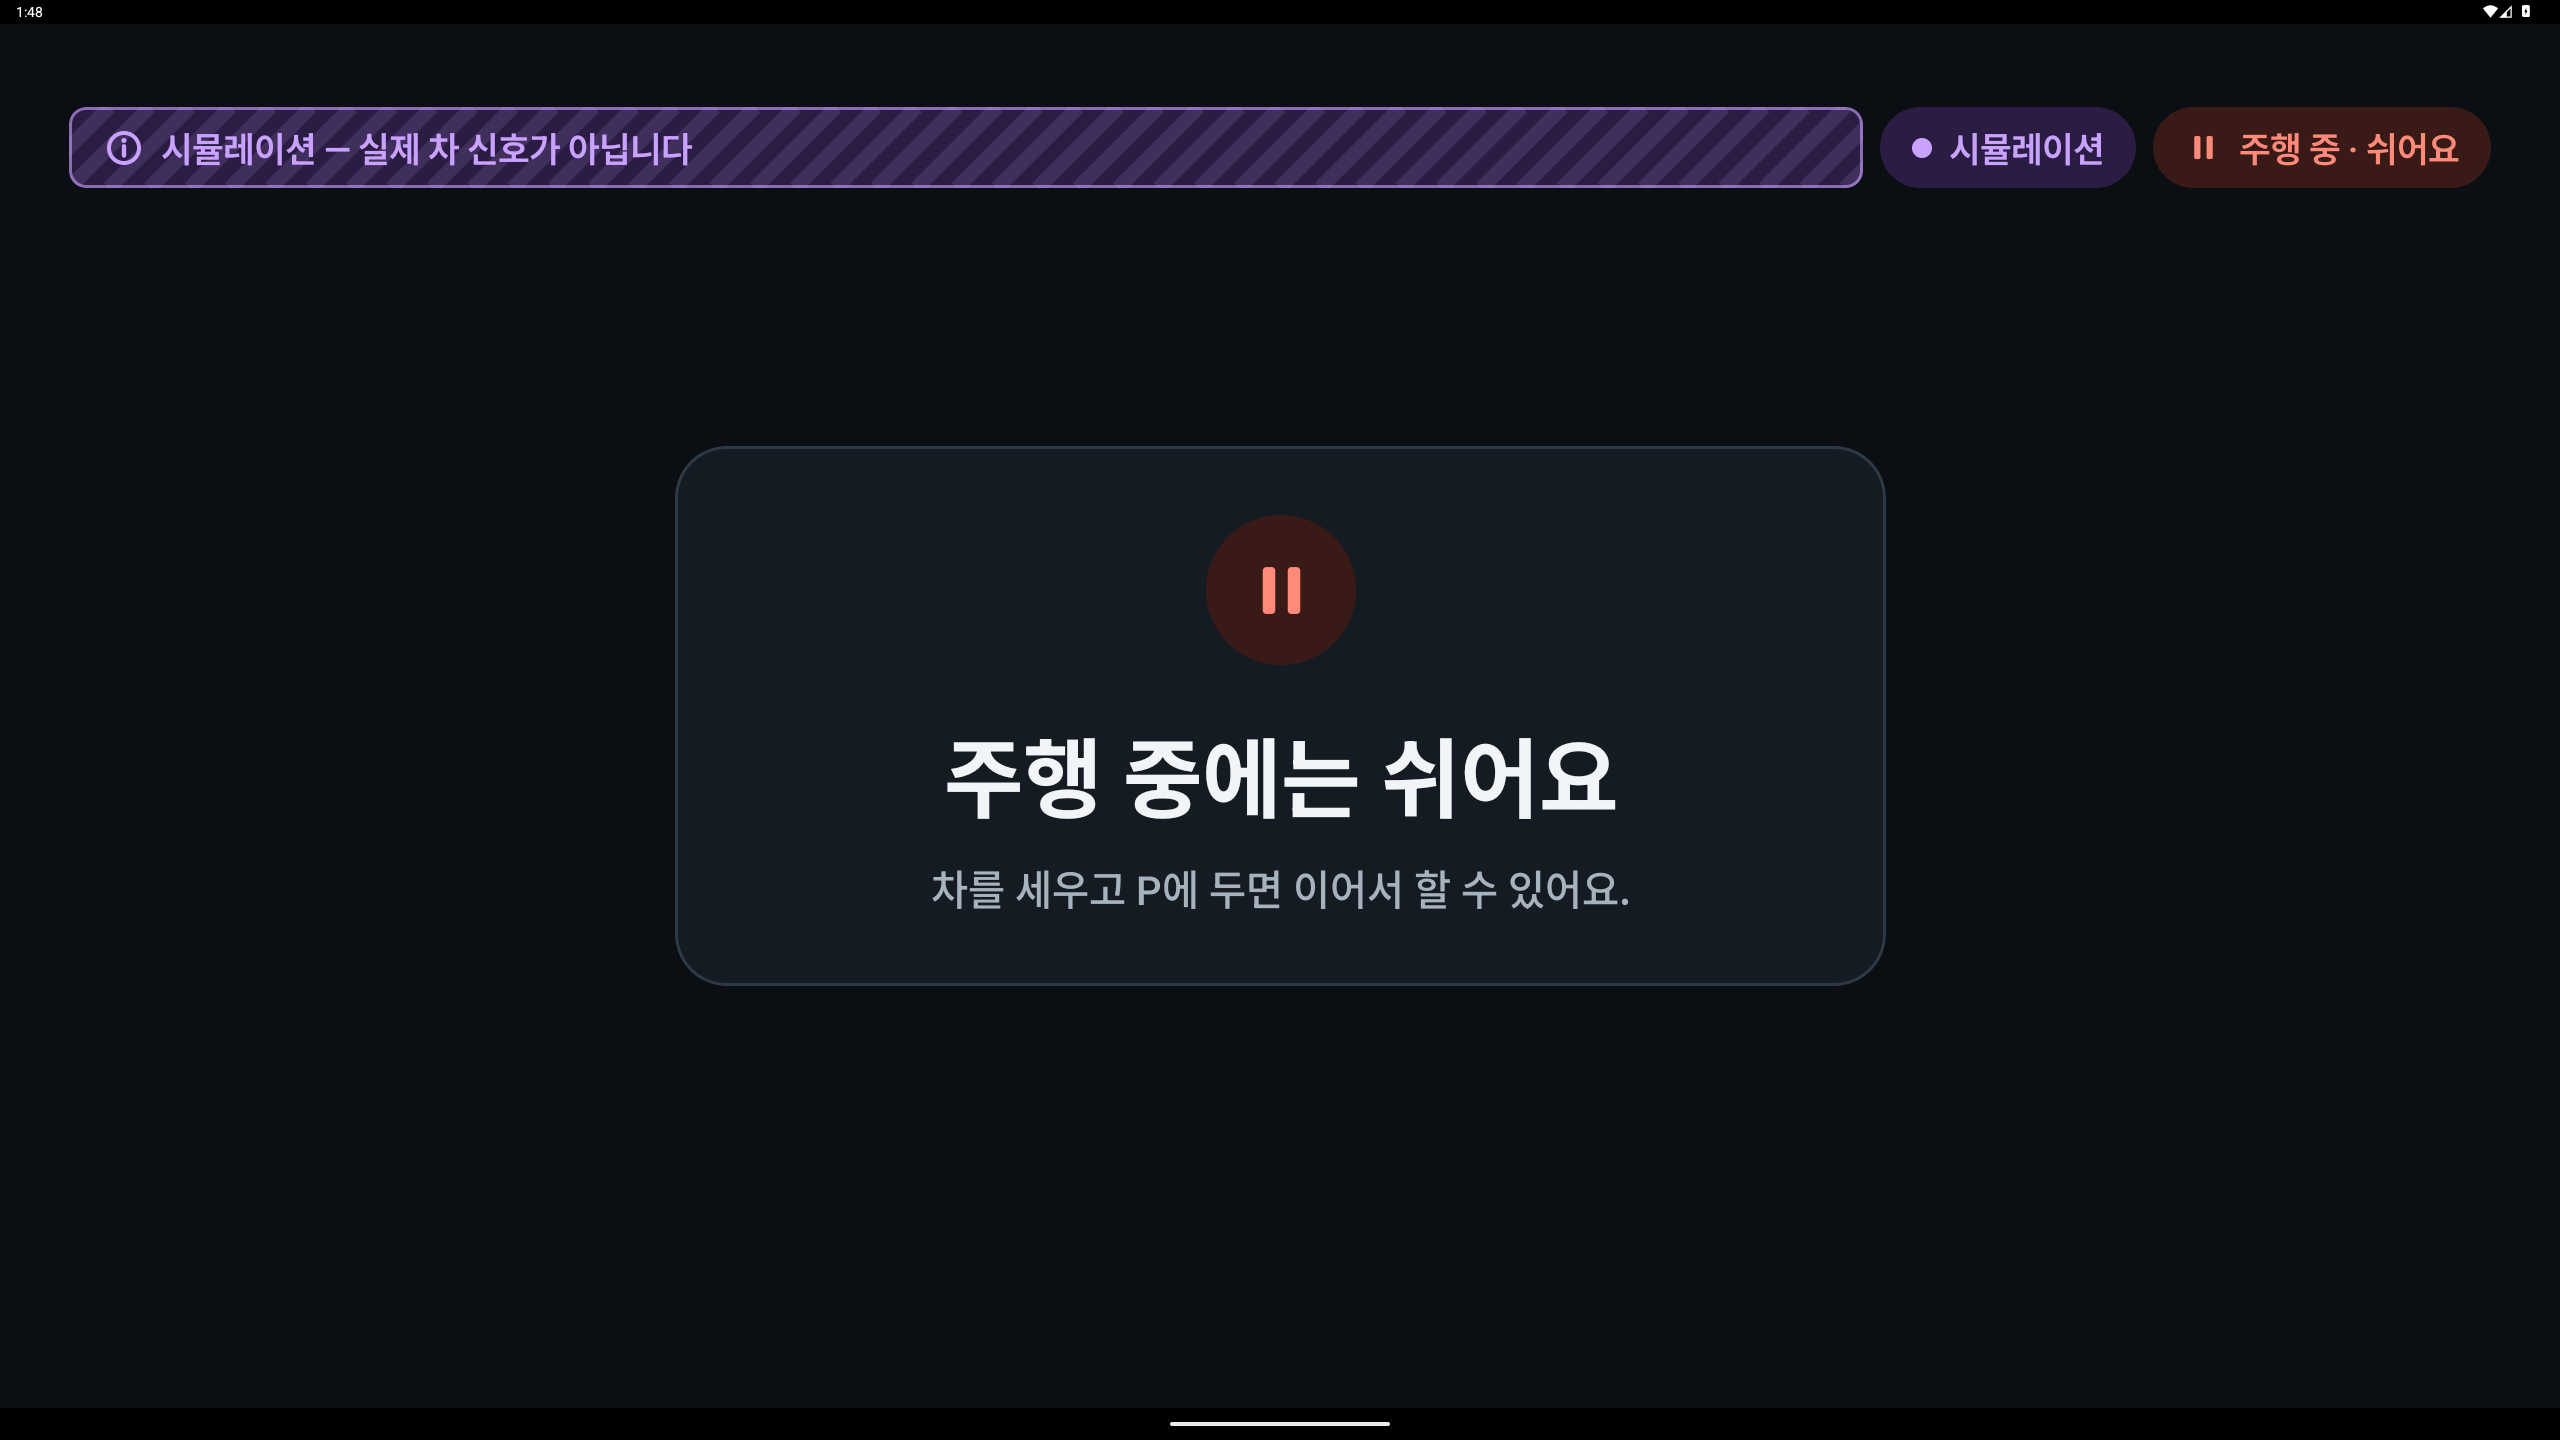 1:48
시뮬레이션 – 실제 차 신호가 아닙니다
시뮬레이션
주행 중 · 쉬어요
주행 중에는 쉬어요
차를 세우고 P에 두면 이어서 할 수 있어요.